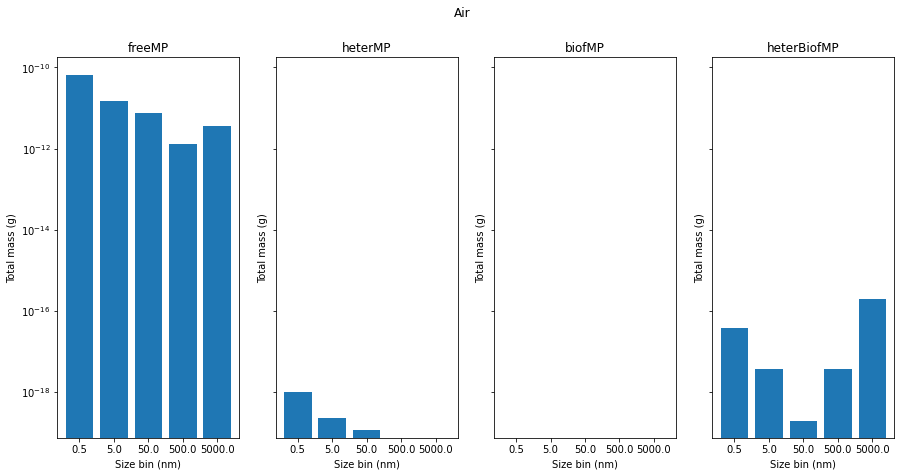 Air
freeMP
heterMP
biofMP
heterBiofMP
Total mass (g)
10⁻¹⁰
10⁻¹²
10⁻¹⁴
10⁻¹⁶
10⁻¹⁸
0.5 5.0 50.0 500.0 5000.0
Size bin (nm)
Total mass (g)
0.5 5.0 50.0 500.0 5000.0
Size bin (nm)
Total mass (g)
0.5 5.0 50.0 500.0 5000.0
Size bin (nm)
Total mass (g)
0.5 5.0 50.0 500.0 5000.0
Size bin (nm)